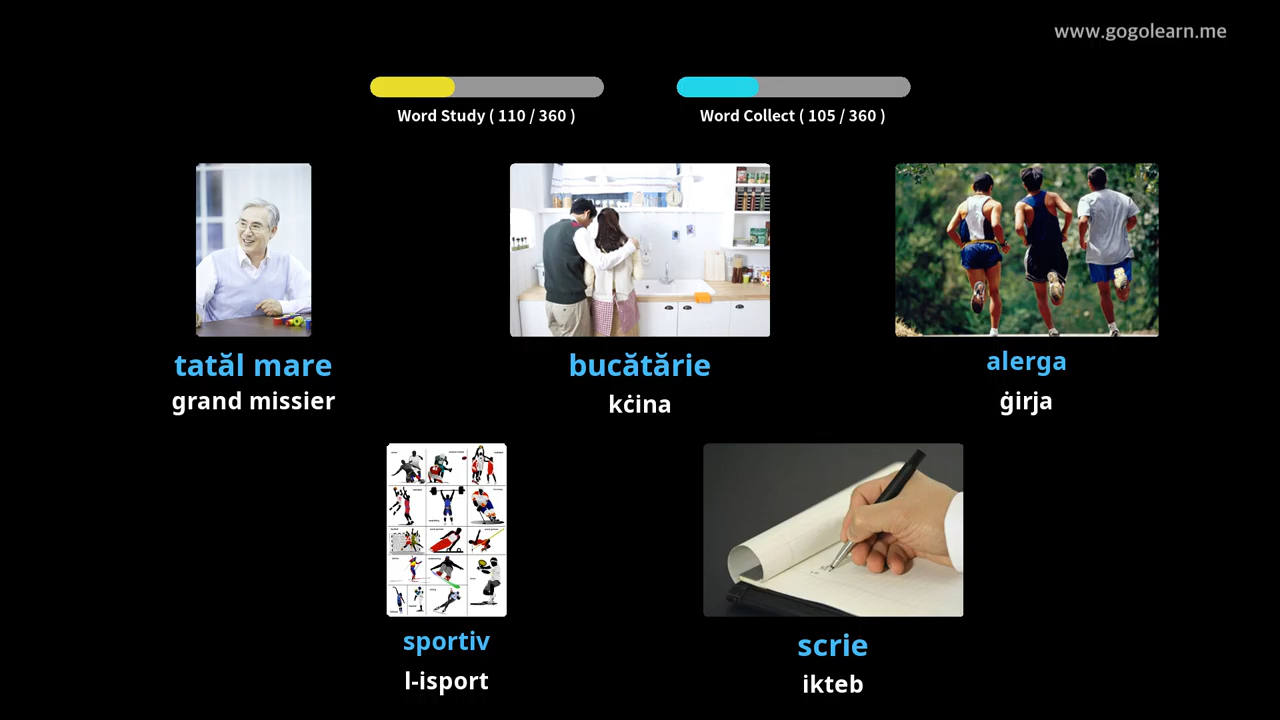 www.gogolearn.me
Word Study ( 110 / 360 )
Word Collect ( 105 / 360 )
tatăl mare
grand missier
bucătărie
kċina
alerga
ġirja
sportiv
l-isport
scrie
ikteb